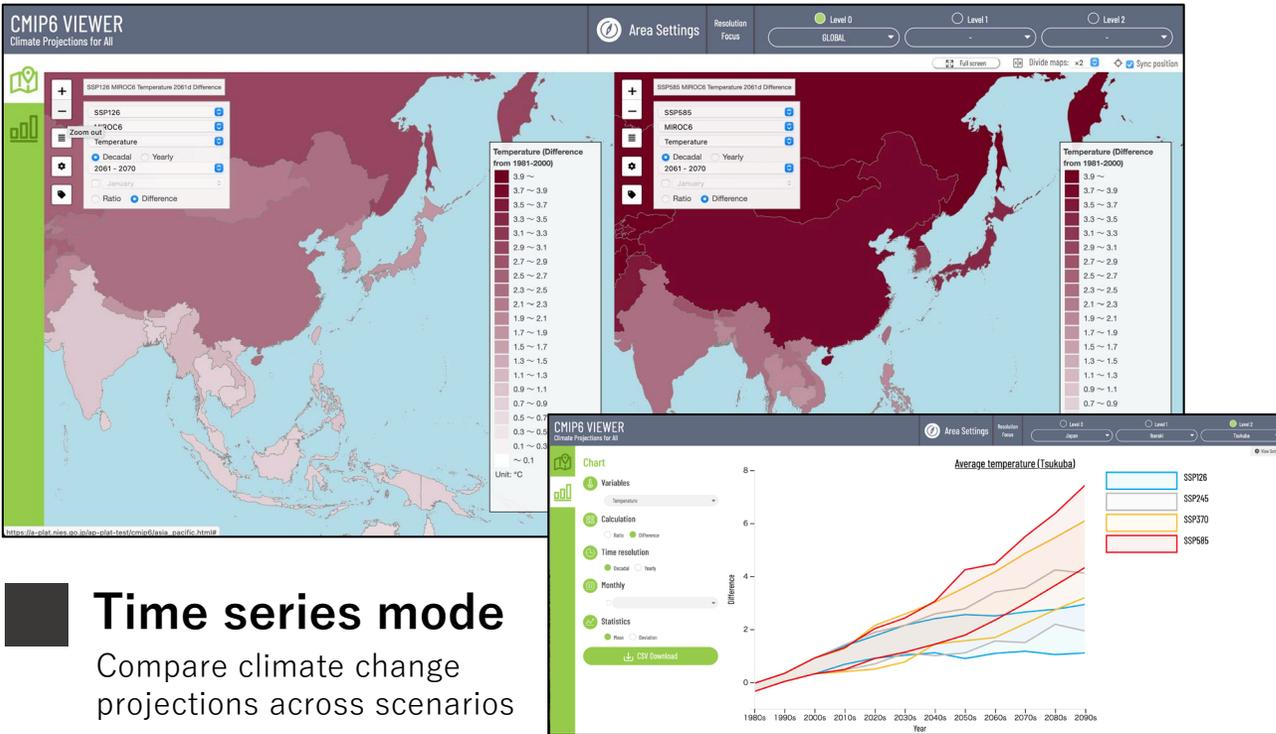 CMIP6 VIEWER
Climate Projections for All
Area Settings
Resolution
Focus
Level 0
GLOBAL
Level 1
-
Level 2
-
Full screen
Divide maps: ×2
Sync position
SSP126 MIROC6 Temperature 2061d Difference
SSP126
MIROC6
Zoom out
Temperature
Decadal Yearly
2061 - 2070
January
Ratio Difference
Temperature (Difference
from 1981-2000)
3.9 ~
3.7 ~ 3.9
3.5 ~ 3.7
3.3 ~ 3.5
3.1 ~ 3.3
2.9 ~ 3.1
2.7 ~ 2.9
2.5 ~ 2.7
2.3 ~ 2.5
2.1 ~ 2.3
1.9 ~ 2.1
1.7 ~ 1.9
1.5 ~ 1.7
1.3 ~ 1.5
1.1 ~ 1.3
0.9 ~ 1.1
0.7 ~ 0.9
0.5 ~ 0.7
0.3 ~ 0.5
0.1 ~ 0.3
~ 0.1
Unit: °C
https://a-plat.nies.go.jp/ap-plat-test/cmip6/asia_pacific.html#
SSP585 MIROC6 Temperature 2061d Difference
SSP585
MIROC6
Temperature
Decadal Yearly
2061 - 2070
January
Ratio Difference
Temperature (Difference
from 1981-2000)
3.9 ~
3.7 ~ 3.9
3.5 ~ 3.7
3.3 ~ 3.5
3.1 ~ 3.3
2.9 ~ 3.1
2.7 ~ 2.9
2.5 ~ 2.7
2.3 ~ 2.5
2.1 ~ 2.3
1.9 ~ 2.1
1.7 ~ 1.9
1.5 ~ 1.7
1.3 ~ 1.5
1.1 ~ 1.3
0.9 ~ 1.1
0.7 ~ 0.9
Time series mode
Compare climate change
projections across scenarios
CMIP6 VIEWER
Climate Projections for All
Area Settings
Resolution
Focus
Level 0
Japan
Level 1
Ibaraki
Level 2
Tsukuba
Chart
Variables
Temperature
Calculation
Ratio Difference
Time resolution
Decadal Yearly
Monthly
Statistics
Mean Deviation
CSV Download
Average temperature (Tsukuba)
8
6
4
2
0
Difference
1980s 1990s 2000s 2010s 2020s 2030s 2040s 2050s 2060s 2070s 2080s 2090s
Year
SSP126
SSP245
SSP370
SSP585